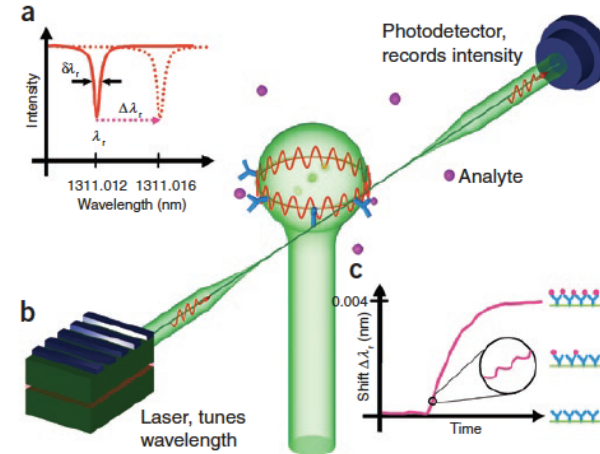 a
Photodetector,
records intensity
Intensity
δλr
Δλr
λr
1311.012 1311.016
Wavelength (nm)
Analyte
b
Laser, tunes
wavelength
c
0.004
Shift Δλr (nm)
Time